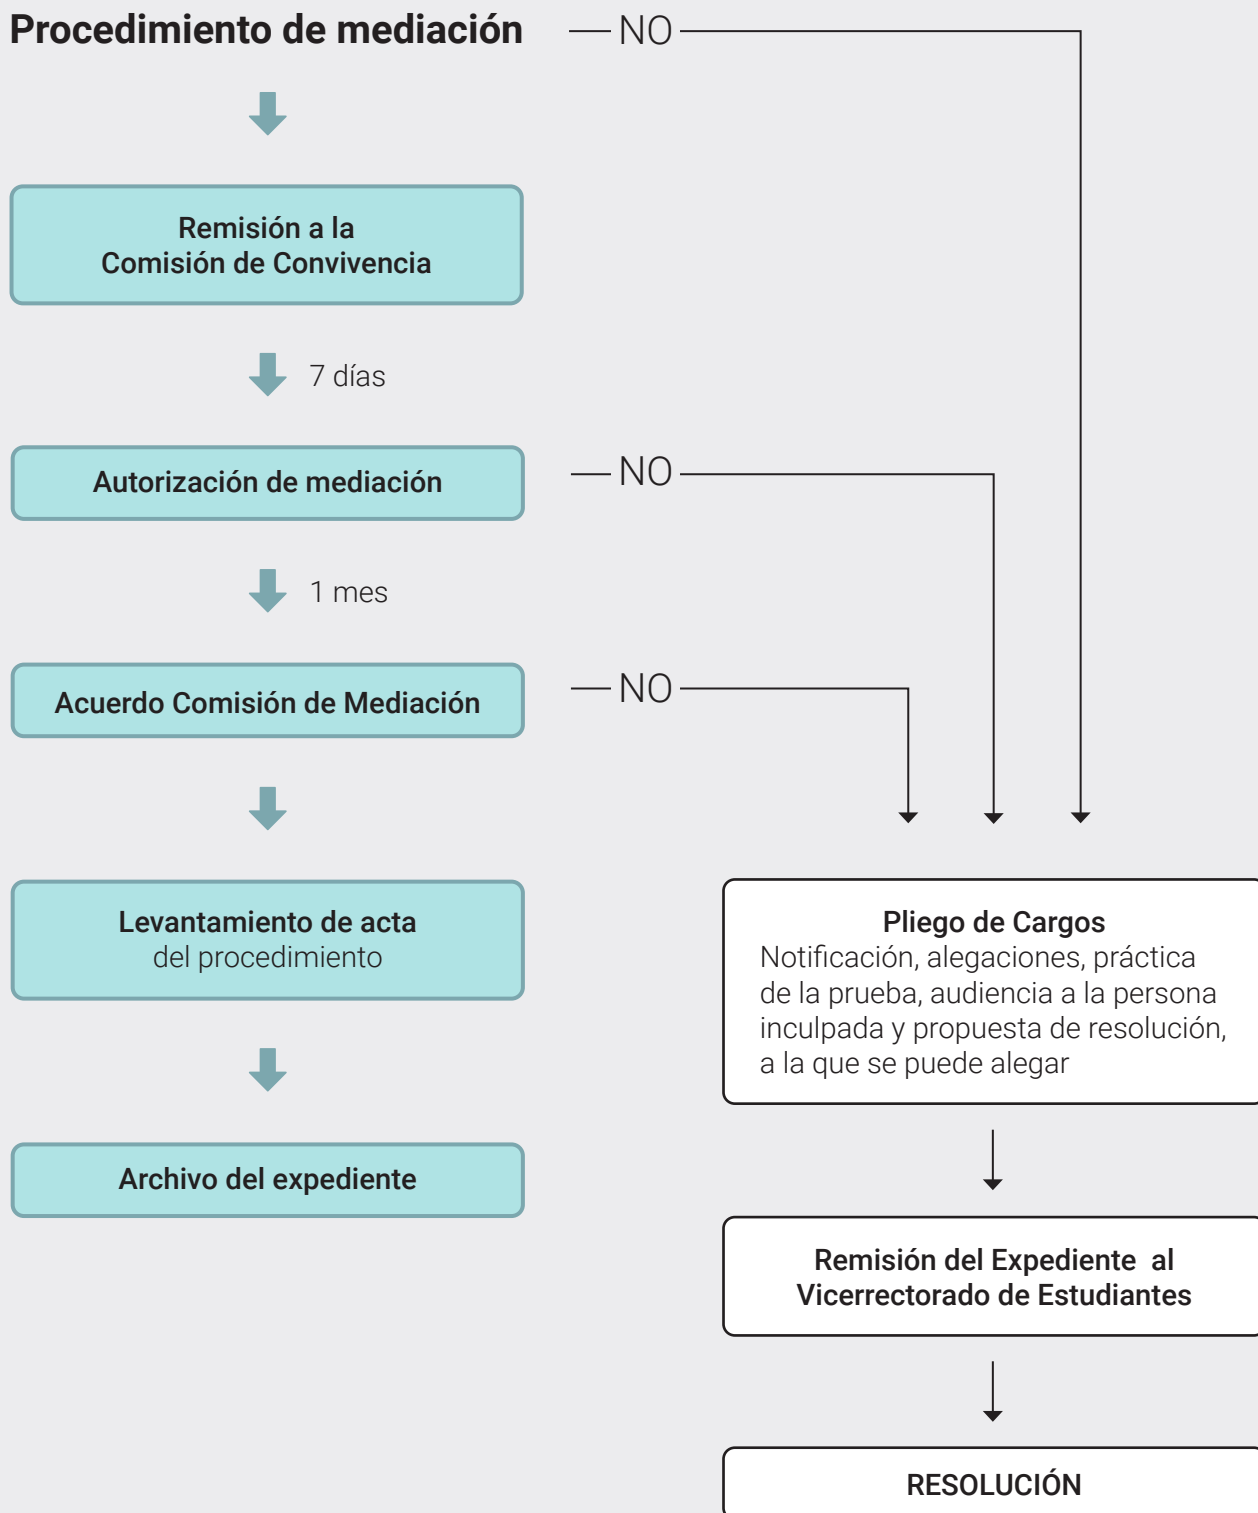 Procedimiento de mediación
NO
Remisión a la
Comisión de Convivencia
7 días
Autorización de mediación
NO
1 mes
Acuerdo Comisión de Mediación
NO
Levantamiento de acta
del procedimiento
Archivo del expediente
Pliego de Cargos
Notificación, alegaciones, práctica
de la prueba, audiencia a la persona
inculpada y propuesta de resolución,
a la que se puede alegar
Remisión del Expediente al
Vicerrectorado de Estudiantes
RESOLUCIÓN